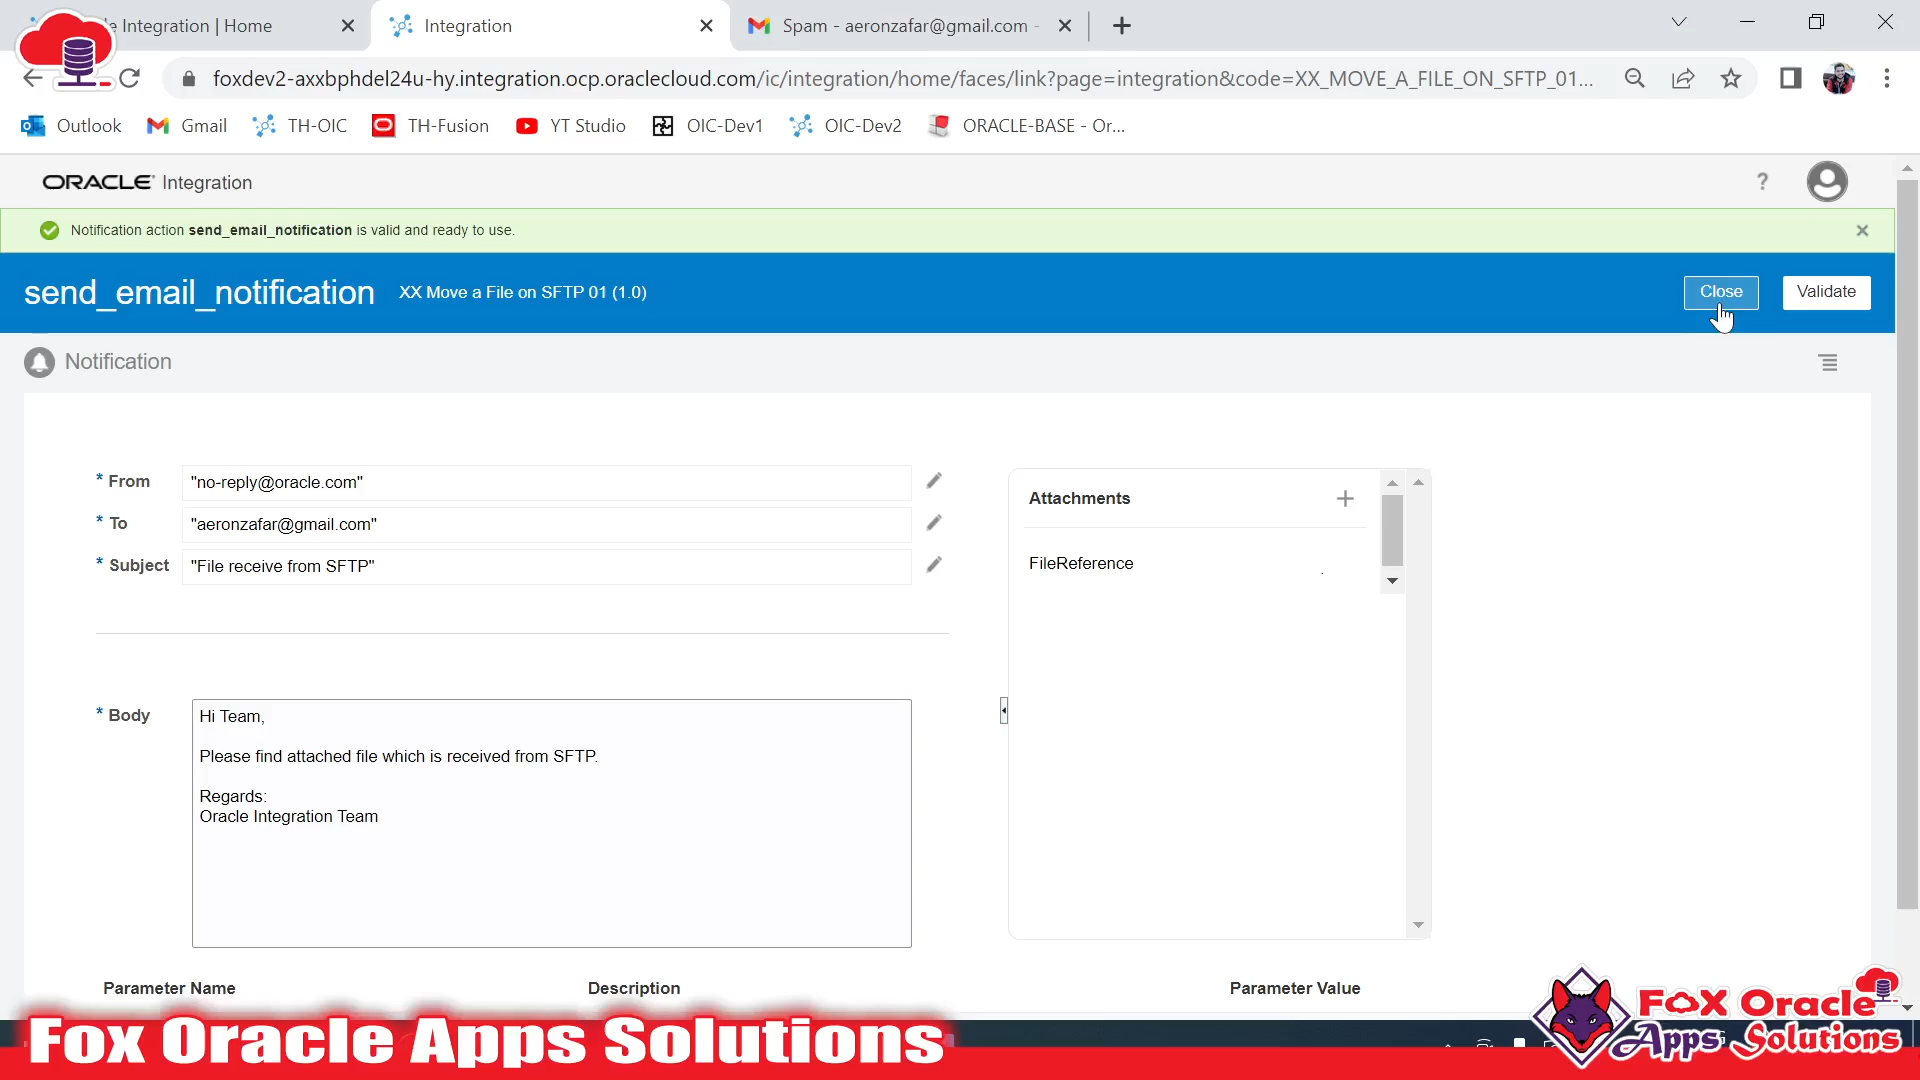 Integration | Home
Integration
Spam - aeronzafar@gmail.com -
foxdev2-axxbphdel24u-hy.integration.ocp.oraclecloud.com/ic/integration/home/faces/link?page=integration&code=XX_MOVE_A_FILE_ON_SFTP_01...
Outlook
Gmail
TH-OIC
TH-Fusion
YT Studio
OIC-Dev1
OIC-Dev2
ORACLE-BASE - Or...
ORACLE Integration
?
Notification action send_email_notification is valid and ready to use.
send_email_notification
XX Move a File on SFTP 01 (1.0)
Close
Validate
Notification
* From
"no-reply@oracle.com"
* To
"aeronzafar@gmail.com"
* Subject
"File receive from SFTP"
Attachments
FileReference
* Body
Hi Team,
Please find attached file which is received from SFTP.
Regards:
Oracle Integration Team
Parameter Name
Description
Parameter Value
Fox Oracle Apps Solutions
FOX Oracle
Apps Solutions